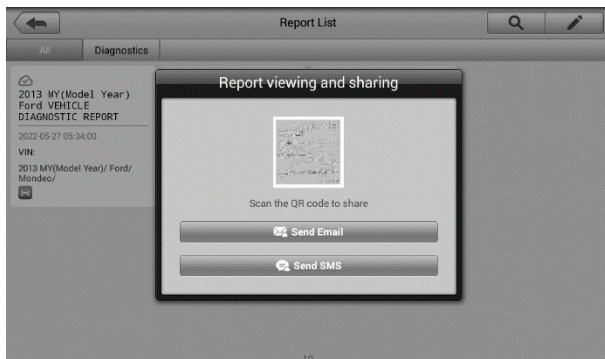 Report List
All
Diagnostics
2013 MY(Model Year)
Ford VEHICLE
DIAGNOSTIC REPORT
2022-05-27 05:34:00
VIN:
2013 MY(Model Year)/ Ford/
Mondeo/
Report viewing and sharing
Scan the QR code to share
Send Email
Send SMS